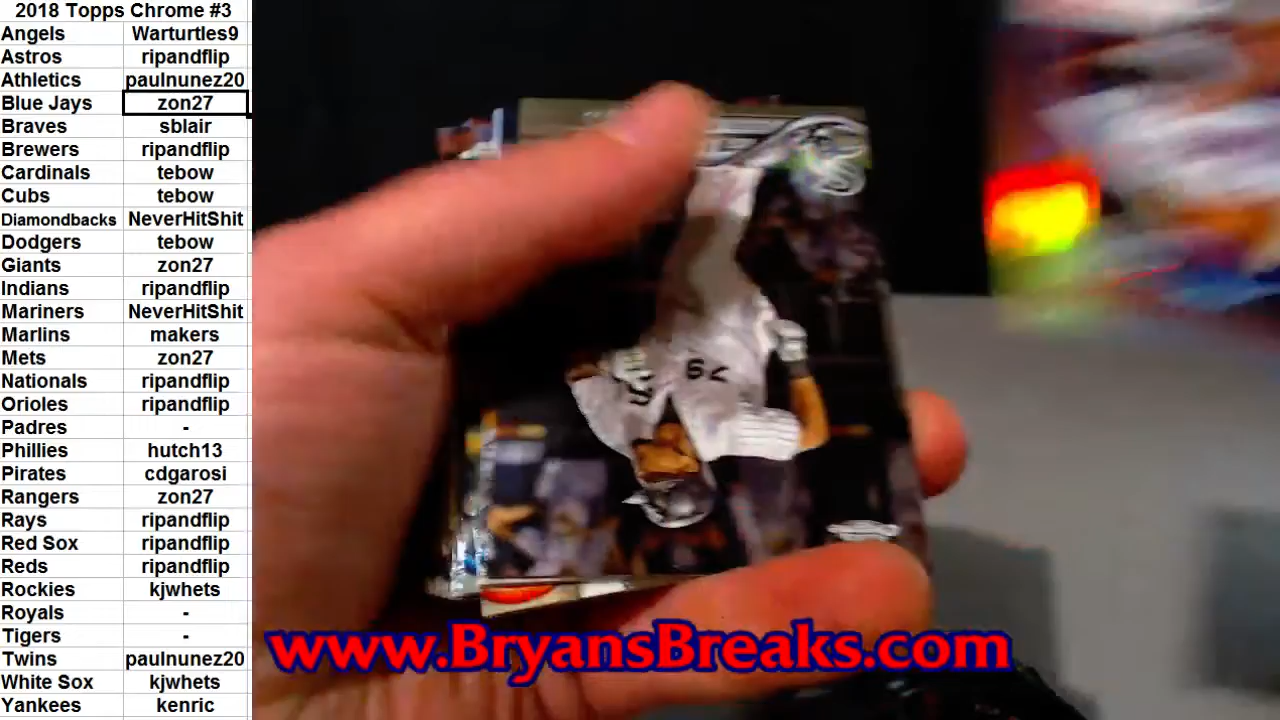 2018 Topps Chrome #3
Angels Warturtles9
Astros ripandflip
Athletics paulnunez20
Blue Jays zon27
Braves sblair
Brewers ripandflip
Cardinals tebow
Cubs tebow
Diamondbacks NeverHitShit
Dodgers tebow
Giants zon27
Indians ripandflip
Mariners NeverHitShit
Marlins makers
Mets zon27
Nationals ripandflip
Orioles ripandflip
Padres -
Phillies hutch13
Pirates cdgarosi
Rangers zon27
Rays ripandflip
Red Sox ripandflip
Reds ripandflip
Rockies kjwhets
Royals -
Tigers -
Twins paulnunez20
White Sox kjwhets
Yankees kenric
79
www.BryansBreaks.com